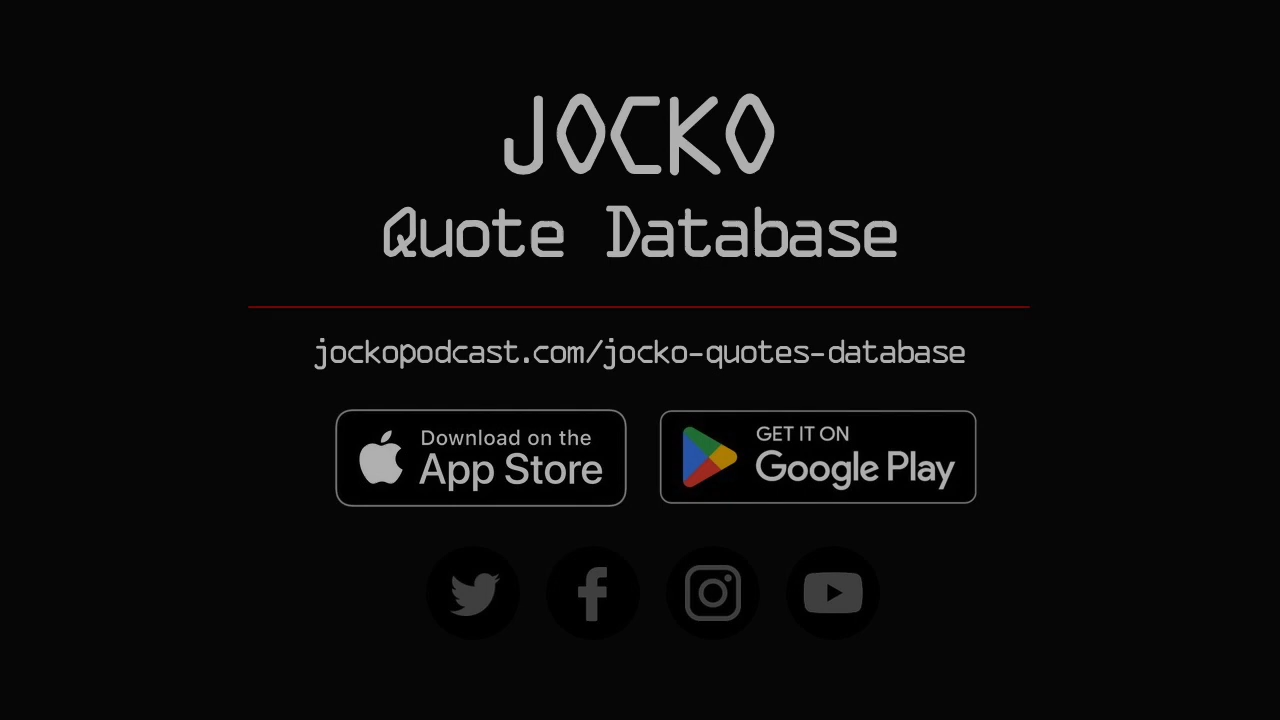 JOCKO
Quote Database
jockopodcast.com/jocko-quotes-database
Download on the
App Store
GET IT ON
Google Play